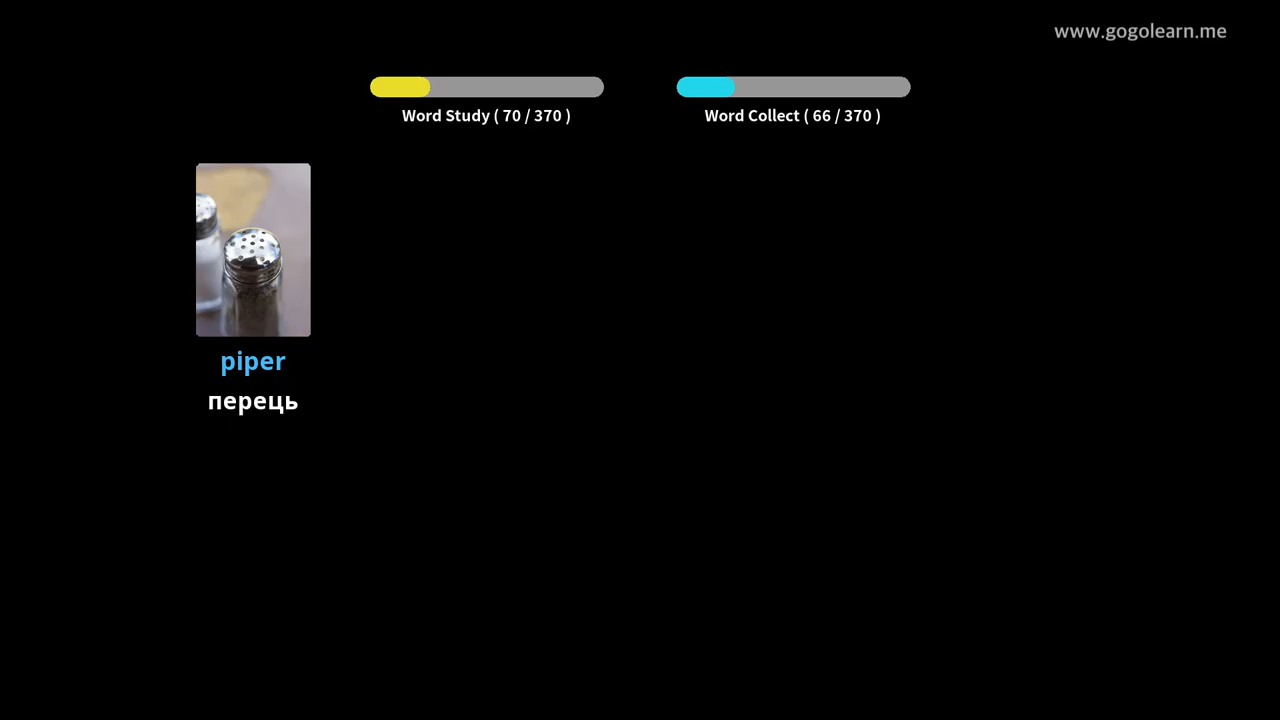 www.gogolearn.me
Word Study ( 70 / 370 )
Word Collect ( 66 / 370 )
piper
перець